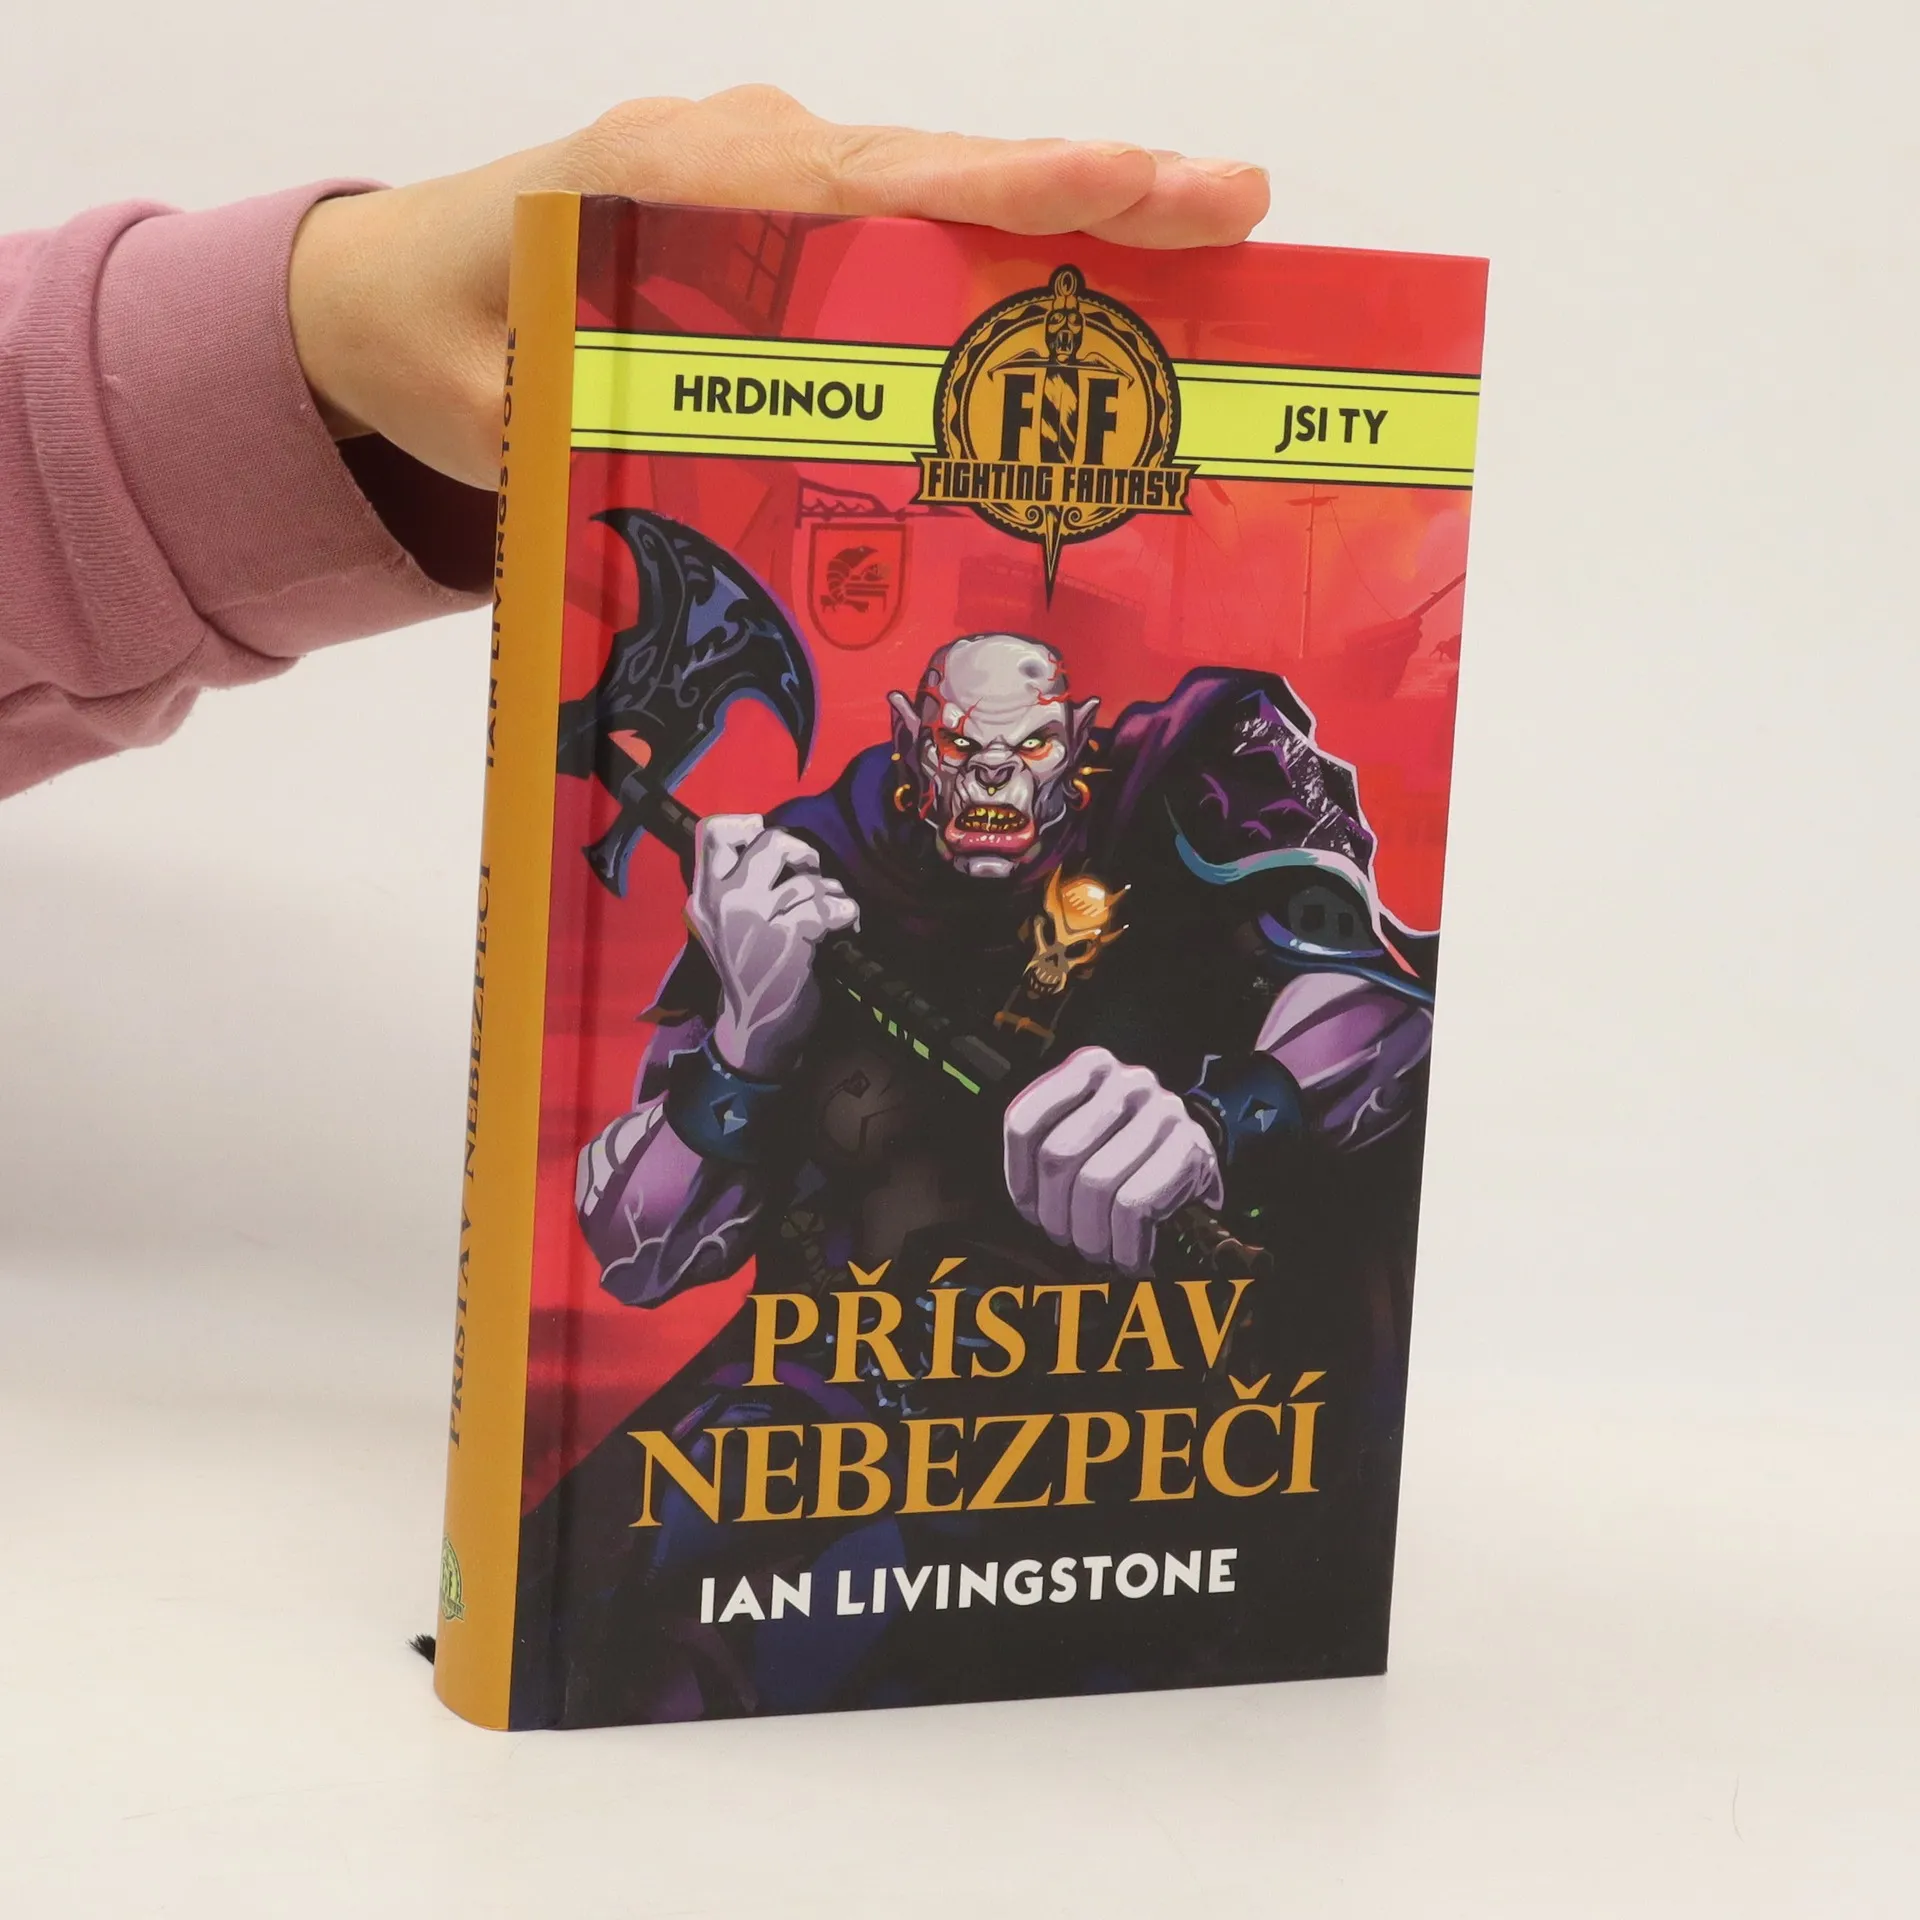 HRDINOU JSI TY
FF
FIGHTING FANTASY
PŘÍSTAV
NEBEZPEČÍ
IAN LIVINGSTONE
PŘÍSTAV NEBEZPEČÍ IAN LIVINGSTONE